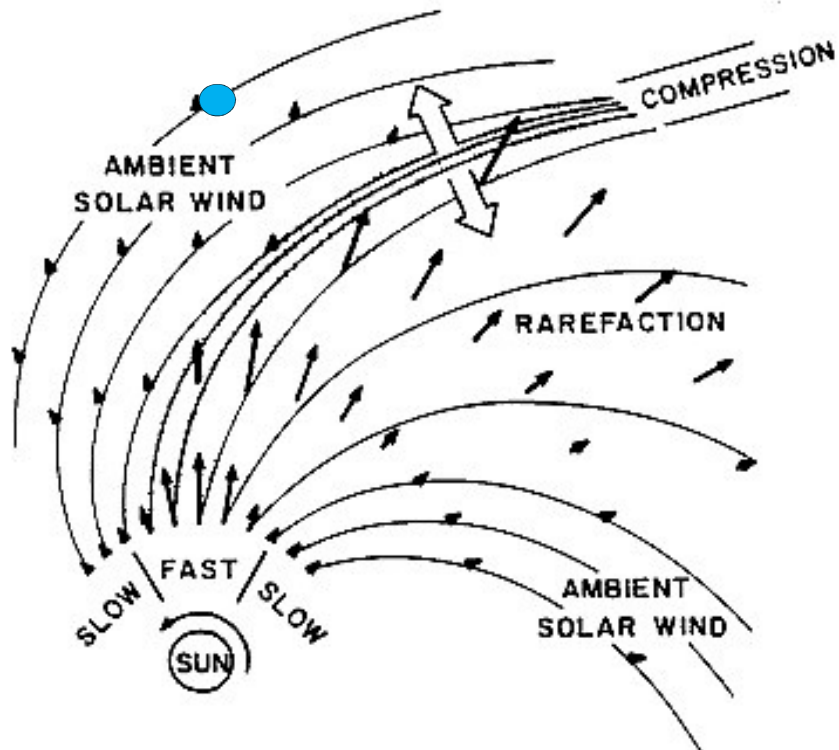 COMPRESSION
AMBIENT
SOLAR WIND
RAREFACTION
FAST
SLOW
SLOW
AMBIENT
SOLAR WIND
SUN